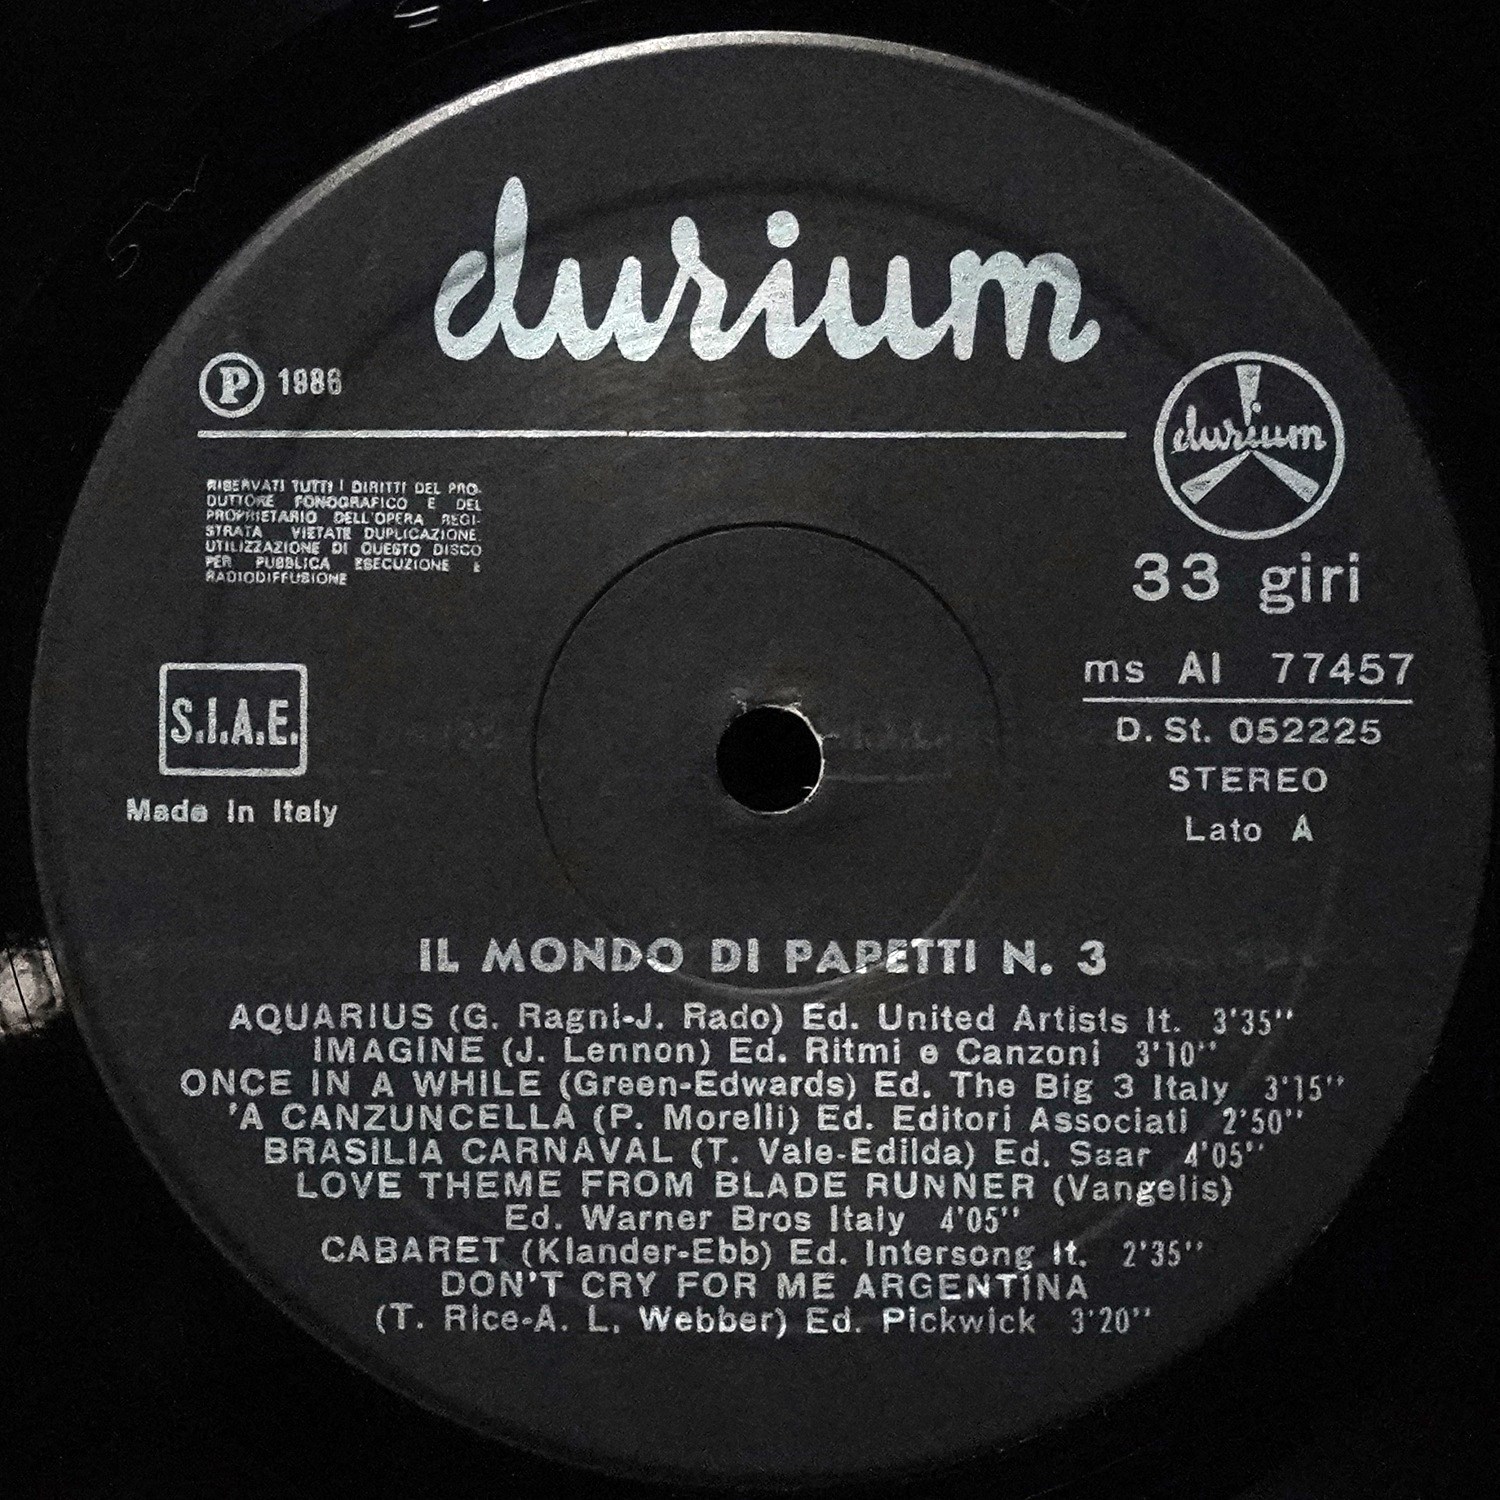 durium
P 1986
durium
RISERVATI TUTTI I DIRITTI DEL PRO-
DUTTORE FONOGRAFICO E DEL
PROPRIETARIO DELL'OPERA REGI-
STRATA VIETATE DUPLICAZIONE.
UTILIZZAZIONE DI QUESTO DISCO
PER PUBBLICA ESECUZIONE E
RADIODIFFUSIONE
33 giri
ms AI 77457
D. St. 052225
STEREO
Lato A
S.I.A.E.
Made in Italy
IL MONDO DI PAPETTI N. 3
AQUARIUS (G. Ragni-J. Rado) Ed. United Artists It. 3'35''
IMAGINE (J. Lennon) Ed. Ritmi e Canzoni 3'10''
ONCE IN A WHILE (Green-Edwards) Ed. The Big 3 Italy 3'15''
'A CANZUNCELLA (P. Morelli) Ed. Editori Associati 2'50''
BRASILIA CARNAVAL (T. Vale-Edilda) Ed. Saar 4'05''
LOVE THEME FROM BLADE RUNNER (Vangelis)
Ed. Warner Bros Italy 4'05''
CABARET (Klander-Ebb) Ed. Intersong It. 2'35''
DON'T CRY FOR ME ARGENTINA
(T. Rice-A. L. Webber) Ed. Pickwick 3'20''